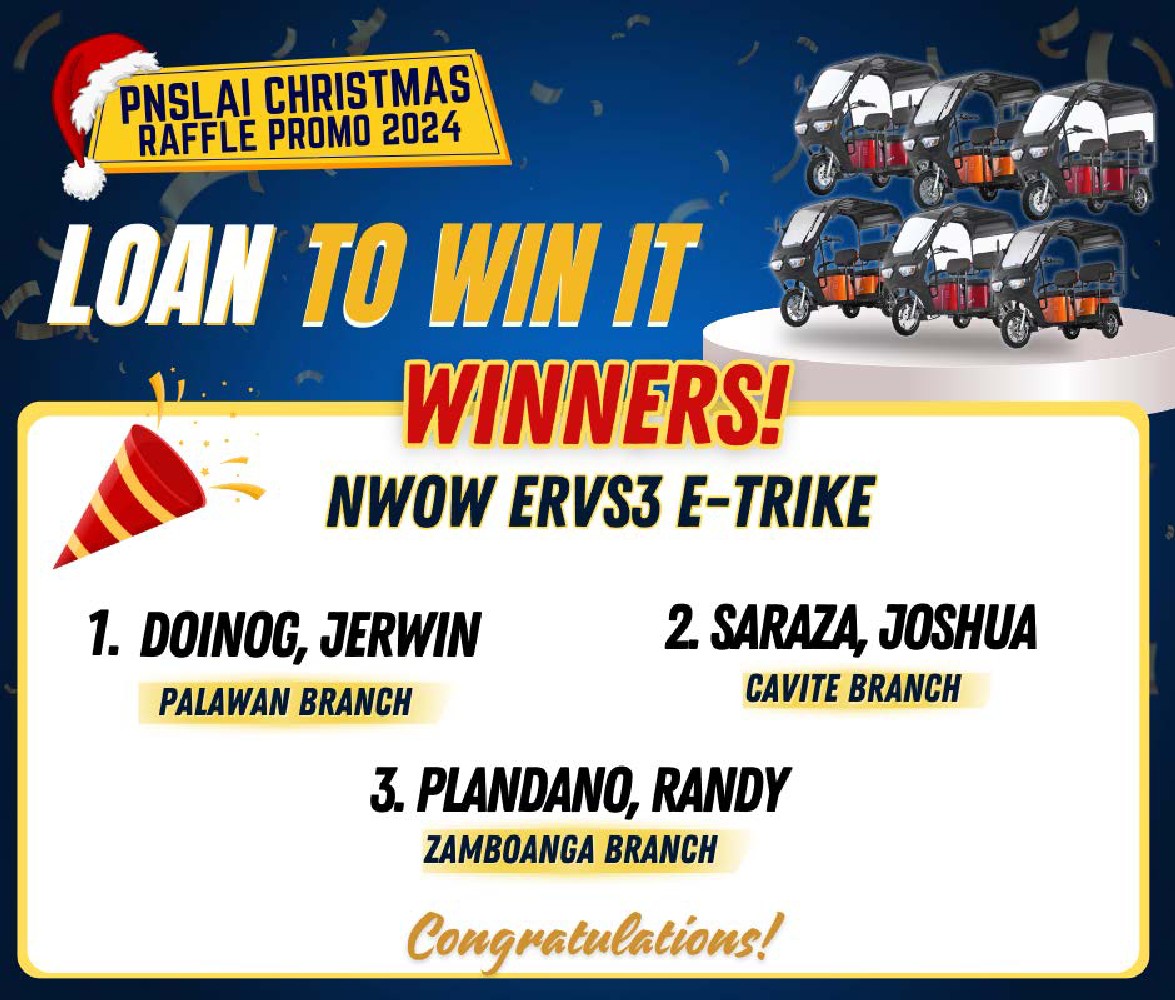 PNSLAI CHRISTMAS
RAFFLE PROMO 2024
LOAN TO WIN IT
WINNERS!
NWOW ERVS3 E-TRIKE
1. DOINOG, JERWIN
PALAWAN BRANCH
2. SARAZA, JOSHUA
CAVITE BRANCH
3. PLANDANO, RANDY
ZAMBOANGA BRANCH
Congratulations!